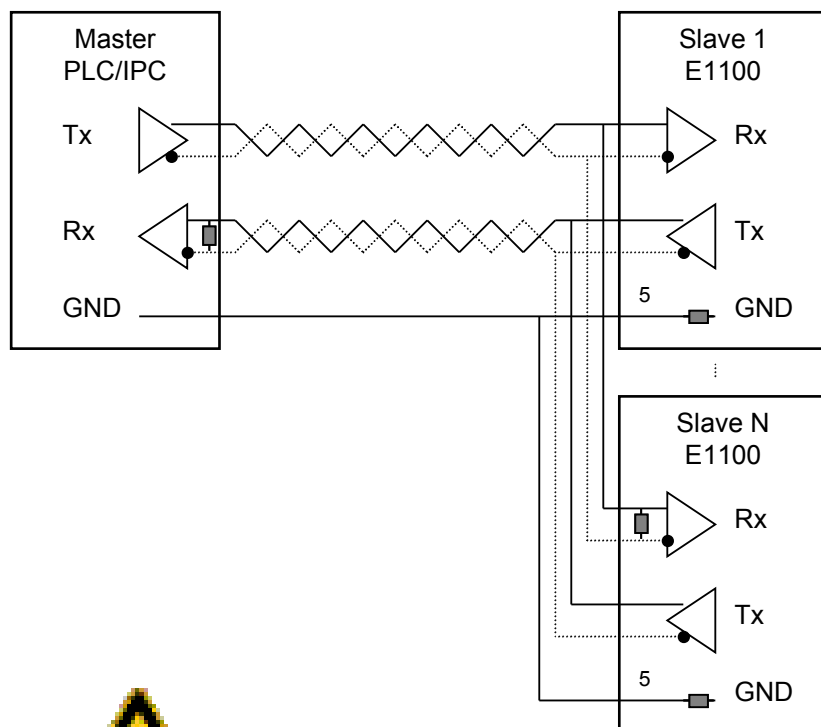 Master
PLC/IPC
Tx
Rx
GND
Slave 1
E1100
Rx
Tx
5
GND
Slave N
E1100
Rx
Tx
5
GND